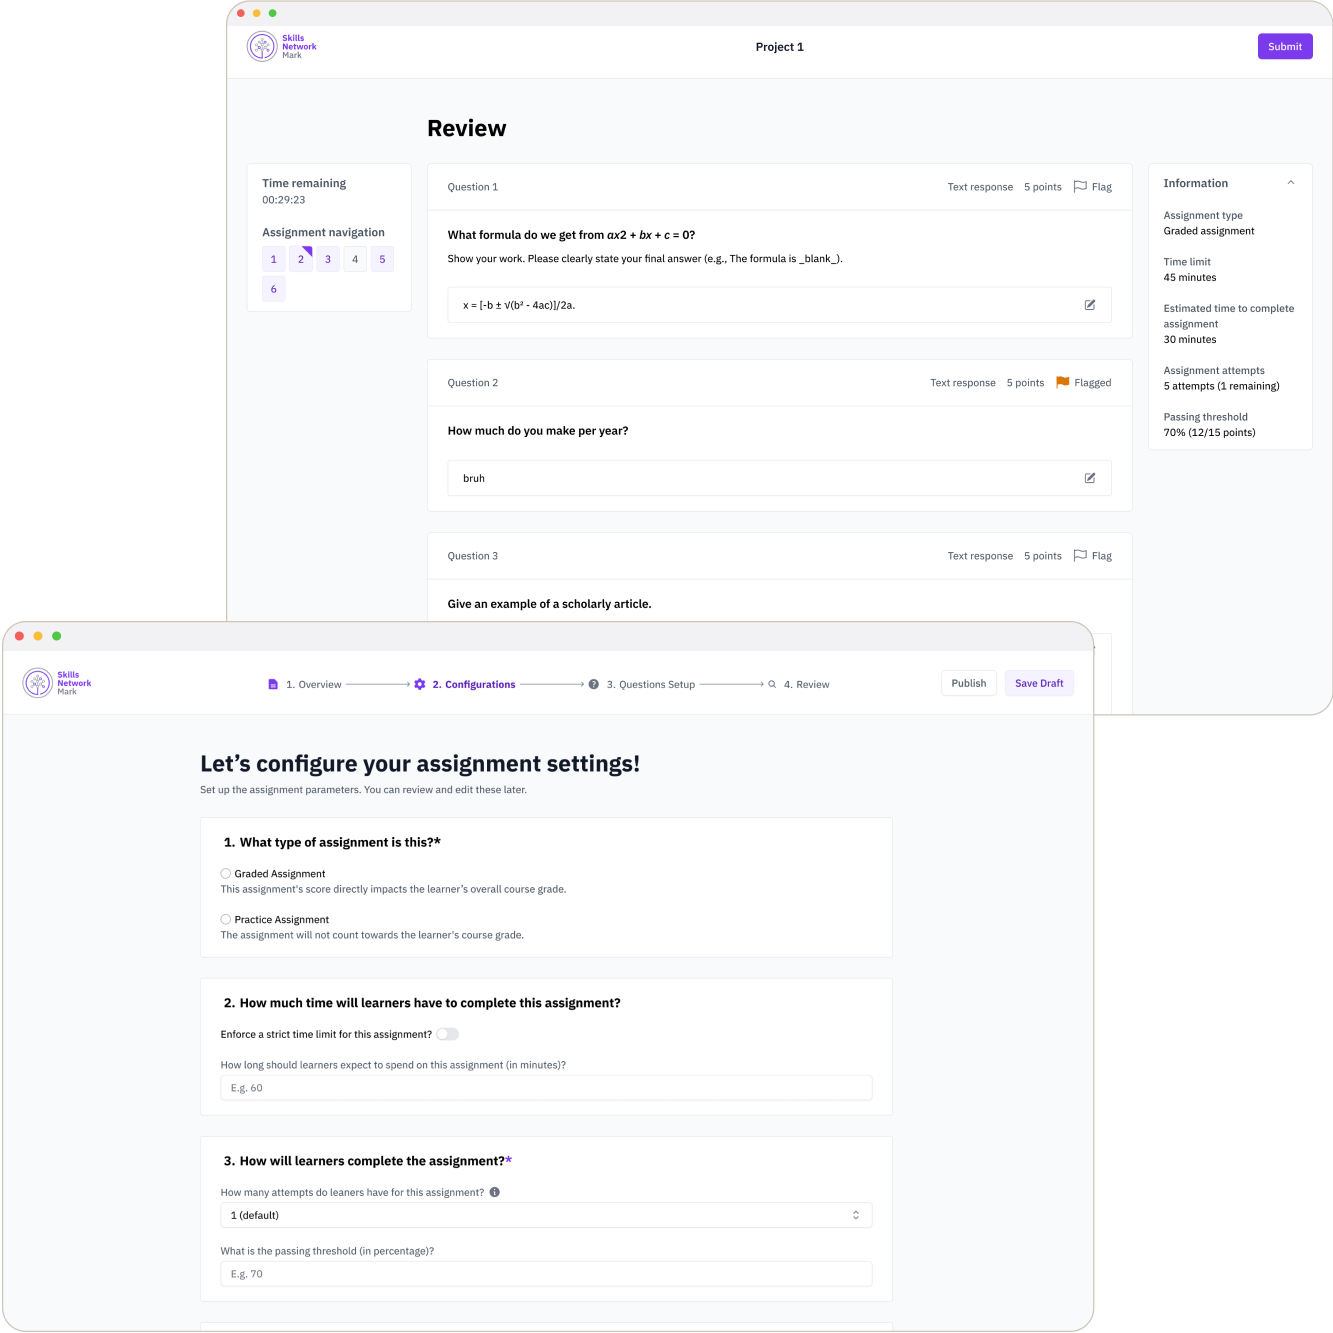 Skills
Network
Mark
Project 1
Submit
Review
Time remaining
00:29:23
Assignment navigation
1 2 3 4 5
6
Question 1 Text response 5 points Flag
What formula do we get from ax2 + bx + c = 0?
Show your work. Please clearly state your final answer (e.g., The formula is _blank_).
x = [-b ± √(b² - 4ac)]/2a.
Question 2 Text response 5 points Flagged
How much do you make per year?
bruh
Question 3 Text response 5 points Flag
Give an example of a scholarly article.
Information
Assignment type
Graded assignment
Time limit
45 minutes
Estimated time to complete
assignment
30 minutes
Assignment attempts
5 attempts (1 remaining)
Passing threshold
70% (12/15 points)
Skills
Network
Mark
1. Overview 2. Configurations 3. Questions Setup 4. Review
Publish Save Draft
Let’s configure your assignment settings!
Set up the assignment parameters. You can review and edit these later.
1. What type of assignment is this?*
Graded Assignment
This assignment's score directly impacts the learner’s overall course grade.
Practice Assignment
The assignment will not count towards the learner's course grade.
2. How much time will learners have to complete this assignment?
Enforce a strict time limit for this assignment?
How long should learners expect to spend on this assignment (in minutes)?
E.g. 60
3. How will learners complete the assignment?*
How many attempts do leaners have for this assignment?
1 (default)
What is the passing threshold (in percentage)?
E.g. 70